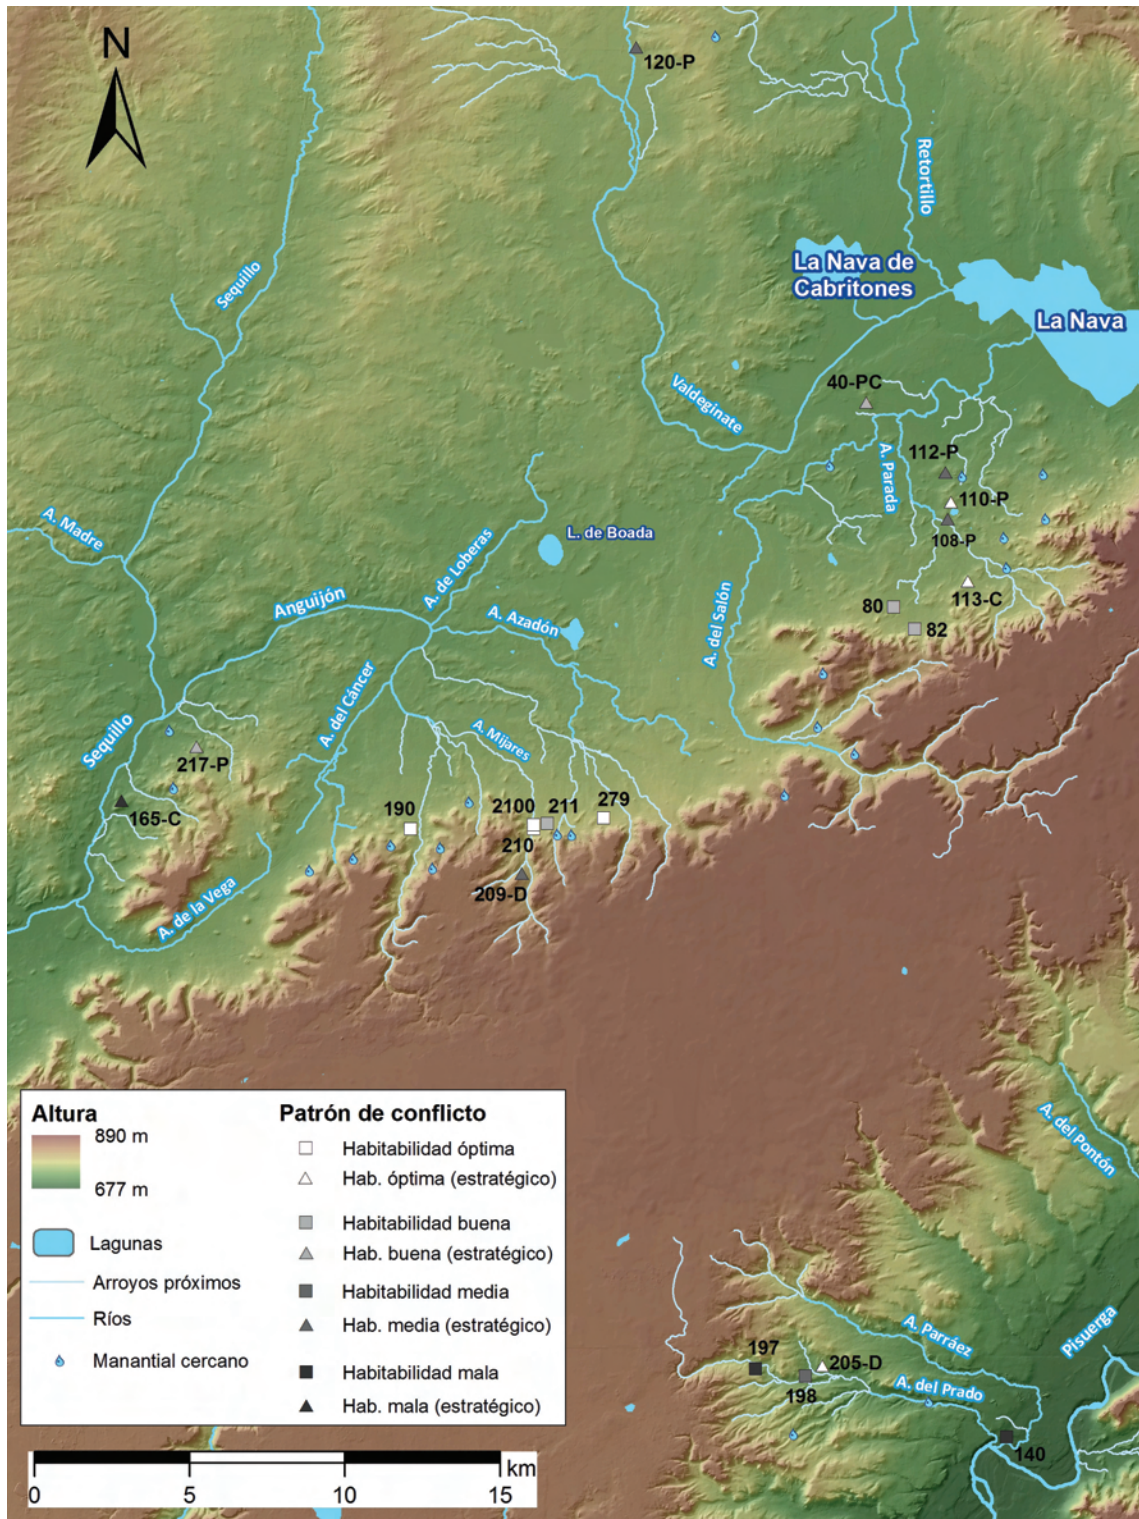 N
120-P
Retortillo
La Nava de
Cabritones
La Nava
Sequillo
40-PC
Valdeginate
112-P
A. Parada
110-P
108-P
A. Madre
L. de Boada
A. de Loberas
113-C
Anguijón
A. Azadón
80
82
A. del Salón
A. del Cáncer
Sequillo
217-P
A. Mijares
165-C
190
2100
211
279
210
209-D
A. de la Vega
Altura
890 m
677 m
Lagunas
Arroyos próximos
Ríos
Manantial cercano
Patrón de conflicto
Habitabilidad óptima
Hab. óptima (estratégico)
Habitabilidad buena
Hab. buena (estratégico)
Habitabilidad media
Hab. media (estratégico)
Habitabilidad mala
Hab. mala (estratégico)
A. del Pontón
A. Parráez
Pisuerga
197
205-D
198
A. del Prado
140
km
0 5 10 15